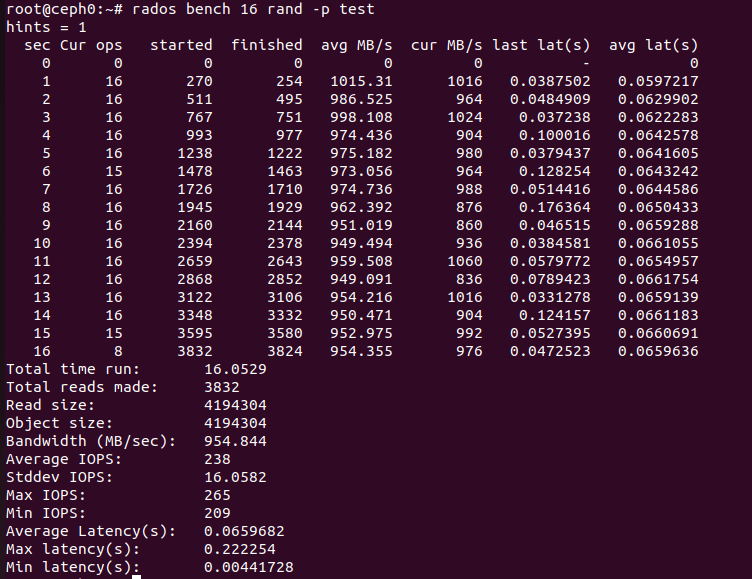 root@ceph0:~# rados bench 16 rand -p test
hints = 1
  sec Cur ops   started  finished  avg MB/s  cur MB/s last lat(s)  avg lat(s)
    0       0         0         0         0         0           -           0
    1      16       270       254   1015.31      1016   0.0387502   0.0597217
    2      16       511       495   986.525       964   0.0484909   0.0629902
    3      16       767       751   998.108      1024    0.037238   0.0622283
    4      16       993       977   974.436       904    0.100016   0.0642578
    5      16      1238      1222   975.182       980   0.0379437   0.0641605
    6      15      1478      1463   973.056       964    0.128254   0.0643242
    7      16      1726      1710   974.736       988   0.0514416   0.0644586
    8      16      1945      1929   962.392       876    0.176364   0.0650433
    9      16      2160      2144   951.019       860    0.046515   0.0659288
   10      16      2394      2378   949.494       936   0.0384581   0.0661055
   11      16      2659      2643   959.508      1060   0.0579772   0.0654957
   12      16      2868      2852   949.091       836   0.0789423   0.0661754
   13      16      3122      3106   954.216      1016   0.0331278   0.0659139
   14      16      3348      3332   950.471       904    0.124157   0.0661183
   15      15      3595      3580   952.975       992   0.0527395   0.0660691
   16       8      3832      3824   954.355       976   0.0472523   0.0659636
Total time run:       16.0529
Total reads made:     3832
Read size:            4194304
Object size:          4194304
Bandwidth (MB/sec):   954.844
Average IOPS:         238
Stddev IOPS:          16.0582
Max IOPS:             265
Min IOPS:             209
Average Latency(s):   0.0659682
Max latency(s):       0.222254
Min latency(s):       0.00441728